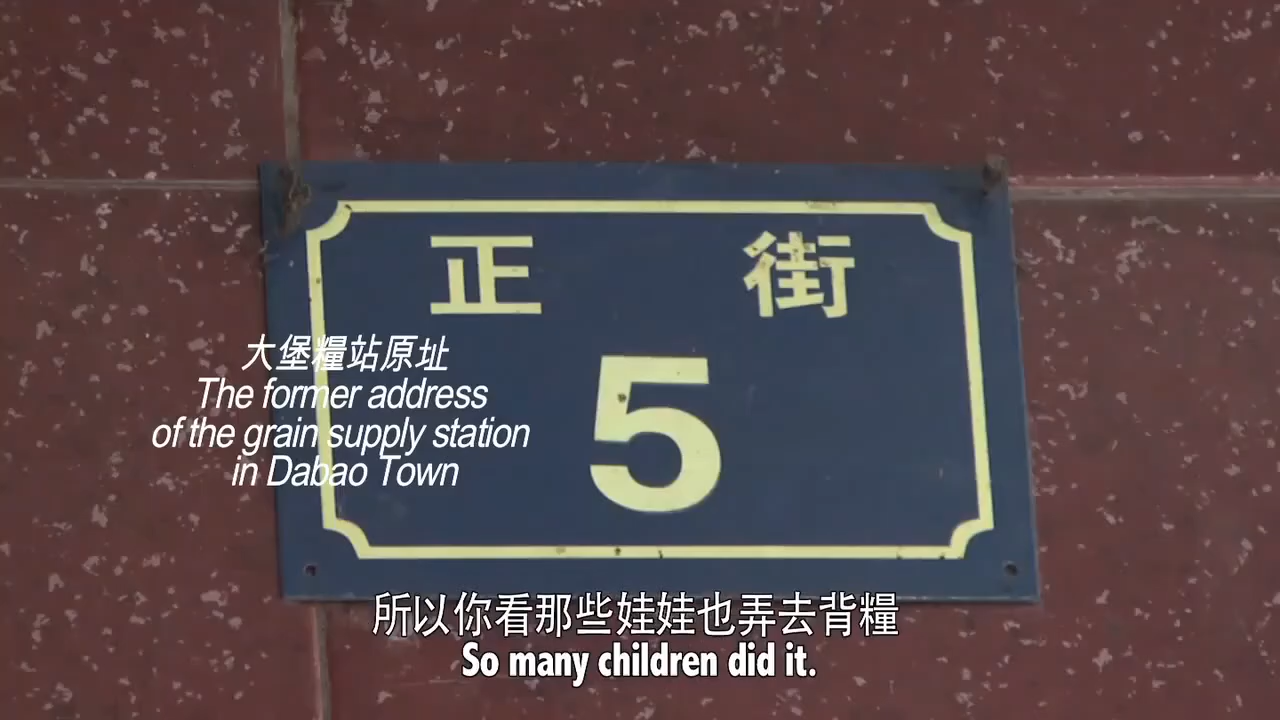 正 街
5
大堡糧站原址
The former address
of the grain supply station
in Dabao Town
所以你看那些娃娃也弄去背糧
So many children did it.